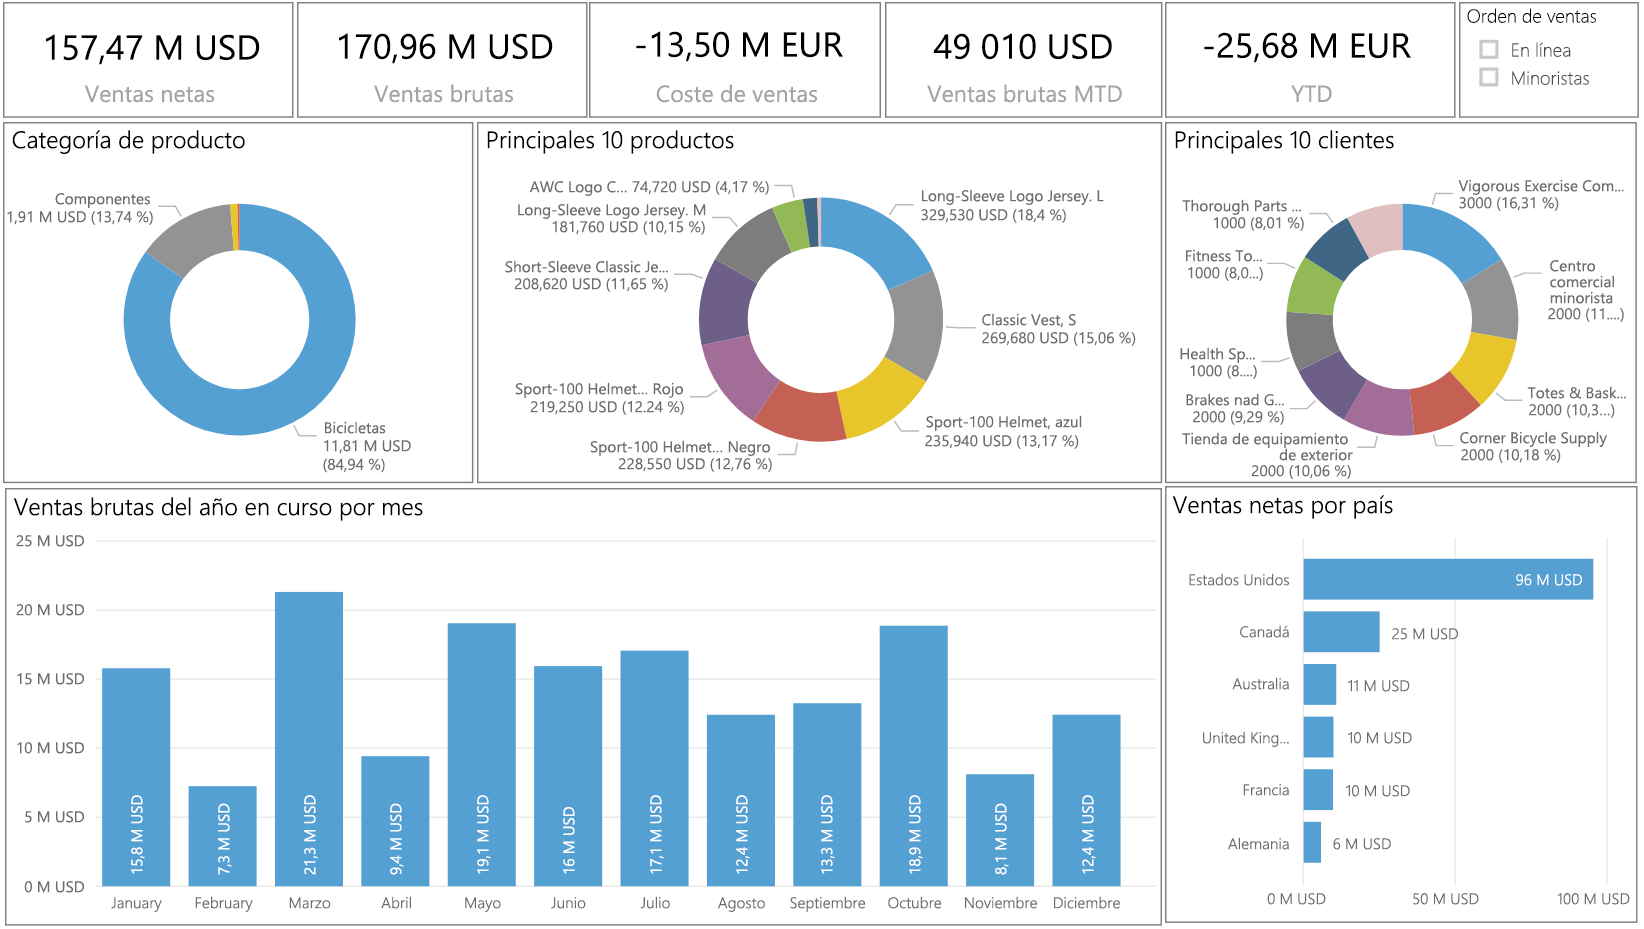 157,47 M USD
Ventas netas
170,96 M USD
Ventas brutas
-13,50 M EUR
Coste de ventas
49 010 USD
Ventas brutas MTD
-25,68 M EUR
YTD
Orden de ventas
En línea
Minoristas
Categoría de producto
Componentes
1,91 M USD (13,74 %)
Bicicletas
11,81 M USD
(84,94 %)
Principales 10 productos
AWC Logo C... 74,720 USD (4,17 %)
Long-Sleeve Logo Jersey. M
181,760 USD (10,15 %)
Short-Sleeve Classic Je...
208,620 USD (11,65 %)
Sport-100 Helmet... Rojo
219,250 USD (12.24 %)
Sport-100 Helmet... Negro
228,550 USD (12,76 %)
Long-Sleeve Logo Jersey. L
329,530 USD (18,4 %)
Classic Vest, S
269,680 USD (15,06 %)
Sport-100 Helmet, azul
235,940 USD (13,17 %)
Principales 10 clientes
Thorough Parts ...
1000 (8,01 %)
Fitness To...
1000 (8,0...)
Health Sp...
1000 (8....)
Brakes nad G...
2000 (9,29 %)
Tienda de equipamiento
de exterior
2000 (10,06 %)
Vigorous Exercise Com...
3000 (16,31 %)
Centro
comercial
minorista
2000 (11....)
Totes & Bask...
2000 (10,3...)
Corner Bicycle Supply
2000 (10,18 %)
Ventas brutas del año en curso por mes
25 M USD
20 M USD
15 M USD
10 M USD
5 M USD
0 M USD
15,8 M USD
7,3 M USD
21,3 M USD
9,4 M USD
19,1 M USD
16 M USD
17,1 M USD
12,4 M USD
13,3 M USD
18,9 M USD
8,1 M USD
12,4 M USD
January
February
Marzo
Abril
Mayo
Junio
Julio
Agosto
Septiembre
Octubre
Noviembre
Diciembre
Ventas netas por país
Estados Unidos
96 M USD
Canadá
25 M USD
Australia
11 M USD
United King...
10 M USD
Francia
10 M USD
Alemania
6 M USD
0 M USD
50 M USD
100 M USD